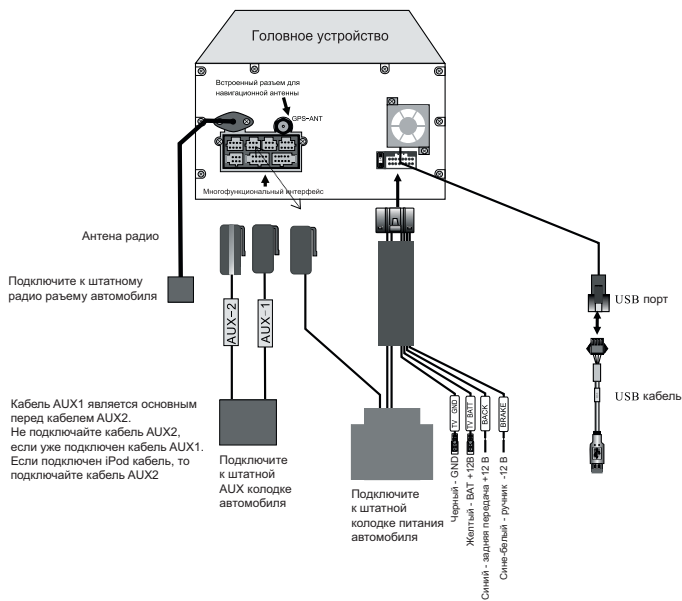 Головное устройство
Встроенный разъем для
навигационной антенны
GPS-ANT
Многофункциональный интерфейс
Антена радио
Подключите к штатному
радио раъему автомобиля
AUX-2
AUX-1
USB порт
USB кабель
Кабель AUX1 является основным
перед кабелем AUX2.
Не подключайте кабель AUX2,
если уже подключен кабель AUX1.
Если подключен iPod кабель, то
подключайте кабель AUX2
Подключите
к штатной
AUX колодке
автомобиля
Подключите
к штатной
колодке питания
автомобиля
TV GND
TV BATT
BACK
BRAKE
Черный - GND
Желтый - BAT +12В
Синий - задняя передача +12 В
Сине-белый - ручник -12 В